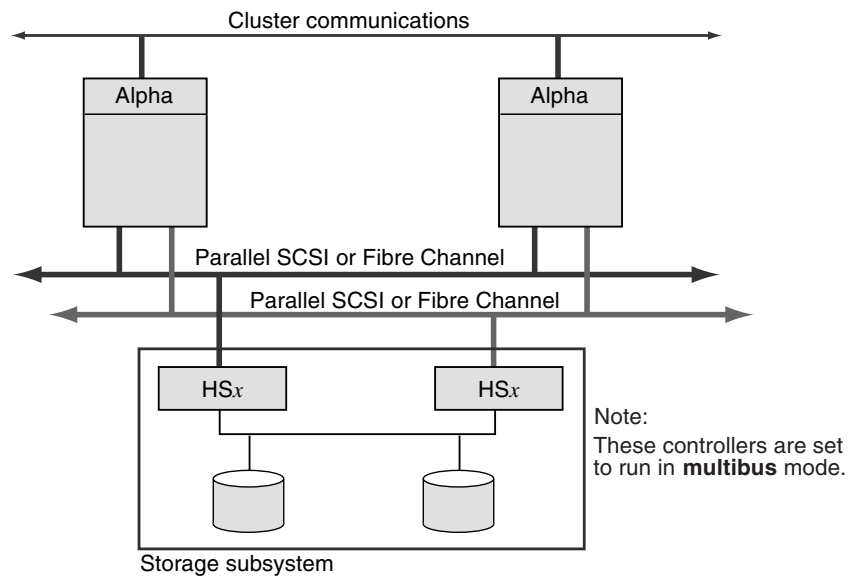 Cluster communications
Alpha
Alpha
Parallel SCSI or Fibre Channel
Parallel SCSI or Fibre Channel
HSx
HSx
Note:
These controllers are set
to run in multibus mode.
Storage subsystem